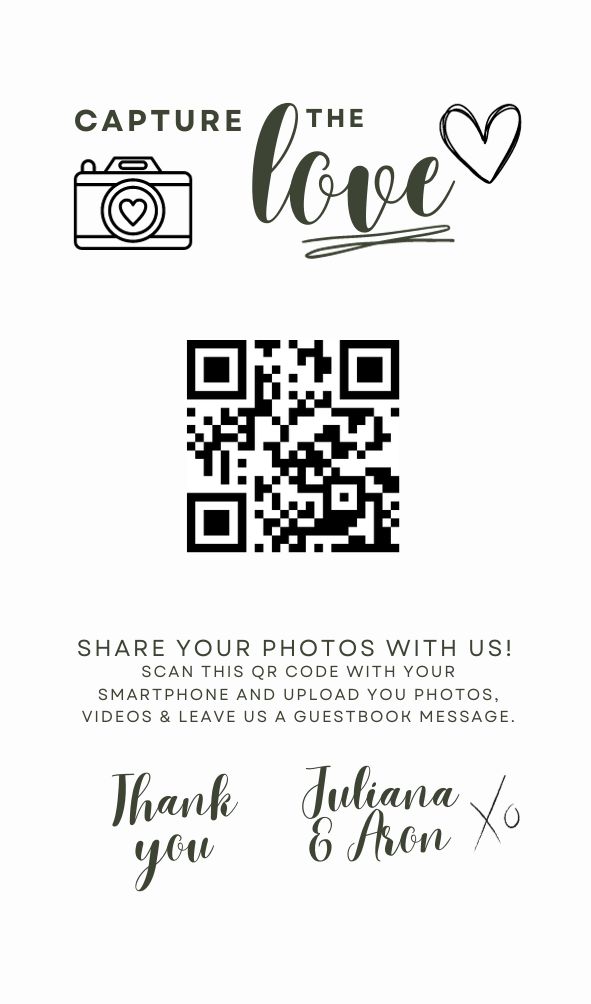 CAPTURE THE
love
SHARE YOUR PHOTOS WITH US!
SCAN THIS QR CODE WITH YOUR
SMARTPHONE AND UPLOAD YOU PHOTOS,
VIDEOS & LEAVE US A GUESTBOOK MESSAGE.
Thank
you
Juliana
& Aron
Xo